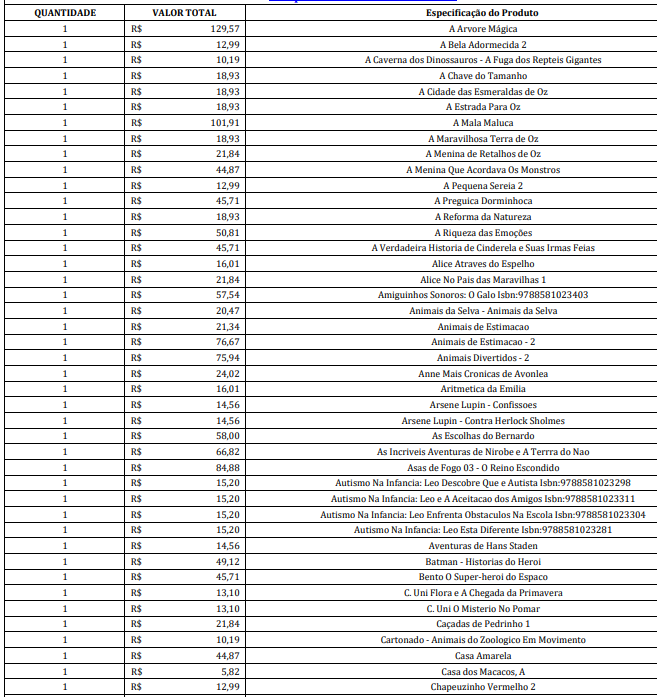 QUANTIDADE VALOR TOTAL Especificação do Produto
1 R$ 129,57 A Arvore Mágica
1 R$ 12,99 A Bela Adormecida 2
1 R$ 10,19 A Caverna dos Dinossauros - A Fuga dos Repteis Gigantes
1 R$ 18,93 A Chave do Tamanho
1 R$ 18,93 A Cidade das Esmeraldas de Oz
1 R$ 18,93 A Estrada Para Oz
1 R$ 101,91 A Mala Maluca
1 R$ 18,93 A Maravilhosa Terra de Oz
1 R$ 21,84 A Menina de Retalhos de Oz
1 R$ 44,87 A Menina Que Acordava Os Monstros
1 R$ 12,99 A Pequena Sereia 2
1 R$ 45,71 A Preguica Dorminhoca
1 R$ 18,93 A Reforma da Natureza
1 R$ 50,81 A Riqueza das Emoções
1 R$ 45,71 A Verdadeira Historia de Cinderela e Suas Irmas Feias
1 R$ 16,01 Alice Atraves do Espelho
1 R$ 21,84 Alice No Pais das Maravilhas 1
1 R$ 57,54 Amiguinhos Sonoros: O Galo Isbn:9788581023403
1 R$ 20,47 Animais da Selva - Animais da Selva
1 R$ 21,34 Animais de Estimacao
1 R$ 76,67 Animais de Estimacao - 2
1 R$ 75,94 Animais Divertidos - 2
1 R$ 24,02 Anne Mais Cronicas de Avonlea
1 R$ 16,01 Aritmetica da Emilia
1 R$ 14,56 Arsene Lupin - Confissoes
1 R$ 14,56 Arsene Lupin - Contra Herlock Sholmes
1 R$ 58,00 As Escolhas do Bernardo
1 R$ 66,82 As Incriveis Aventuras de Nirobe e A Terrra do Nao
1 R$ 84,88 Asas de Fogo 03 - O Reino Escondido
1 R$ 15,20 Autismo Na Infancia: Leo Descobre Que e Autista Isbn:9788581023298
1 R$ 15,20 Autismo Na Infancia: Leo e A Aceitacao dos Amigos Isbn:9788581023311
1 R$ 15,20 Autismo Na Infancia: Leo Enfrenta Obstaculos Na Escola Isbn:9788581023304
1 R$ 15,20 Autismo Na Infancia: Leo Esta Diferente Isbn:9788581023281
1 R$ 14,56 Aventuras de Hans Staden
1 R$ 49,12 Batman - Historias do Heroi
1 R$ 45,71 Bento O Super-heroi do Espaco
1 R$ 13,10 C. Uni Flora e A Chegada da Primavera
1 R$ 13,10 C. Uni O Misterio No Pomar
1 R$ 21,84 Caçadas de Pedrinho 1
1 R$ 10,19 Cartonado - Animais do Zoologico Em Movimento
1 R$ 44,87 Casa Amarela
1 R$ 5,82 Casa dos Macacos, A
1 R$ 12,99 Chapeuzinho Vermelho 2